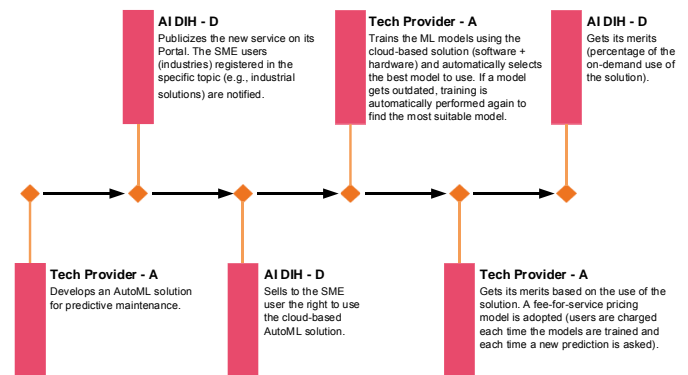 AI DIH - D
Publicizes the new service on its
Portal. The SME users
(industries) registered in the
specific topic (e.g., industrial
solutions) are notified.
Tech Provider - A
Trains the ML models using the
cloud-based solution (software +
hardware) and automatically selects
the best model to use. If a model
gets outdated, training is
automatically performed again to
find the most suitable model.
AI DIH - D
Gets its merits
(percentage of the
on-demand use of
the solution).
Tech Provider - A
Develops an AutoML solution
for predictive maintenance.
AI DIH - D
Sells to the SME
user the right to use
the cloud-based
AutoML solution.
Tech Provider - A
Gets its merits based on the use of the
solution. A fee-for-service pricing
model is adopted (users are charged
each time the models are trained and
each time a new prediction is asked).